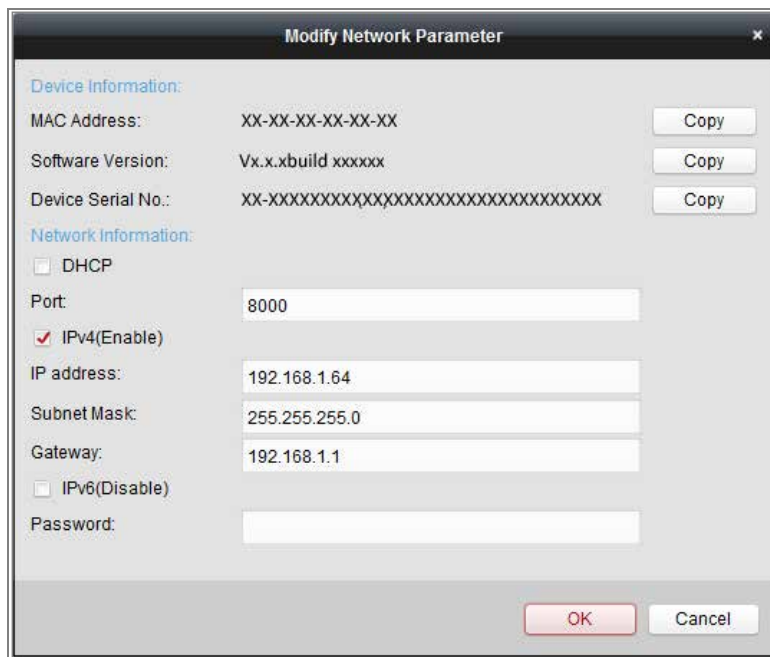 Modify Network Parameter ×
Device Information:
MAC Address: XX-XX-XX-XX-XX-XX Copy
Software Version: Vx.x.xbuild xxxxxx Copy
Device Serial No.: XX-XXXXXXXXXXXXXXXXXXXXXXXXXXXXXXXXX Copy
Network Information:
DHCP
Port: 8000
IPv4(Enable)
IP address: 192.168.1.64
Subnet Mask: 255.255.255.0
Gateway: 192.168.1.1
IPv6(Disable)
Password:
OK Cancel